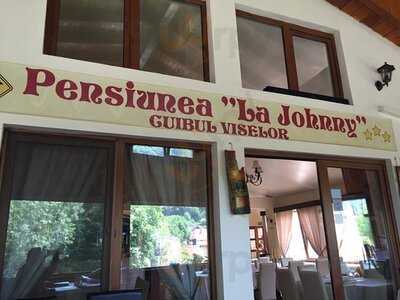 Pensiunea "La Johnny"
CUIBUL VISELOR